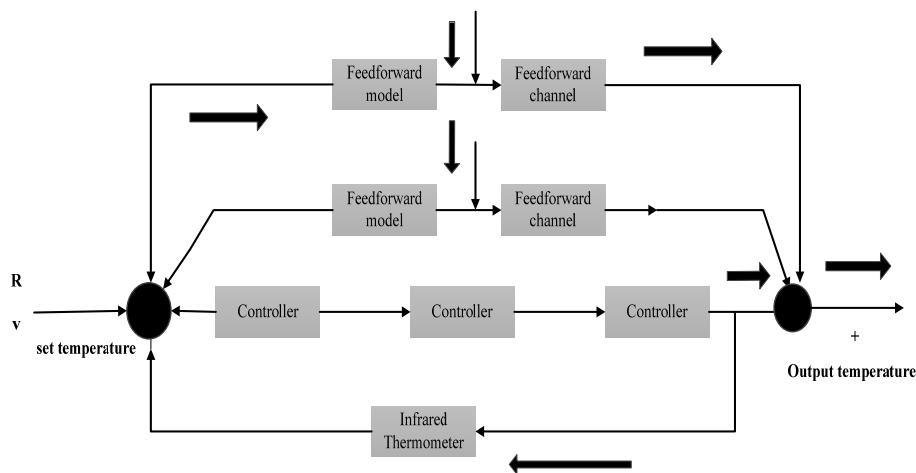 Feedforward
model
Feedforward
channel
Feedforward
model
Feedforward
channel
R
v
set temperature
Controller
Controller
Controller
+
Output temperature
Infrared
Thermometer